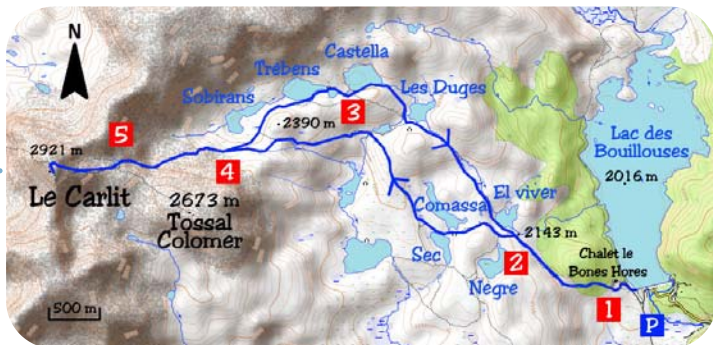 N
Castella
Trébens
Sobirans
Les Duges
2390 m
3
5
4
2921 m
Le Carlit
2673 m
Tossal
Colomer
Lac des
Bouillouses
2016 m
Comassa
El viver
2143 m
Sec
2
Negre
Chalet le
Bones Hores
1
P
500 m